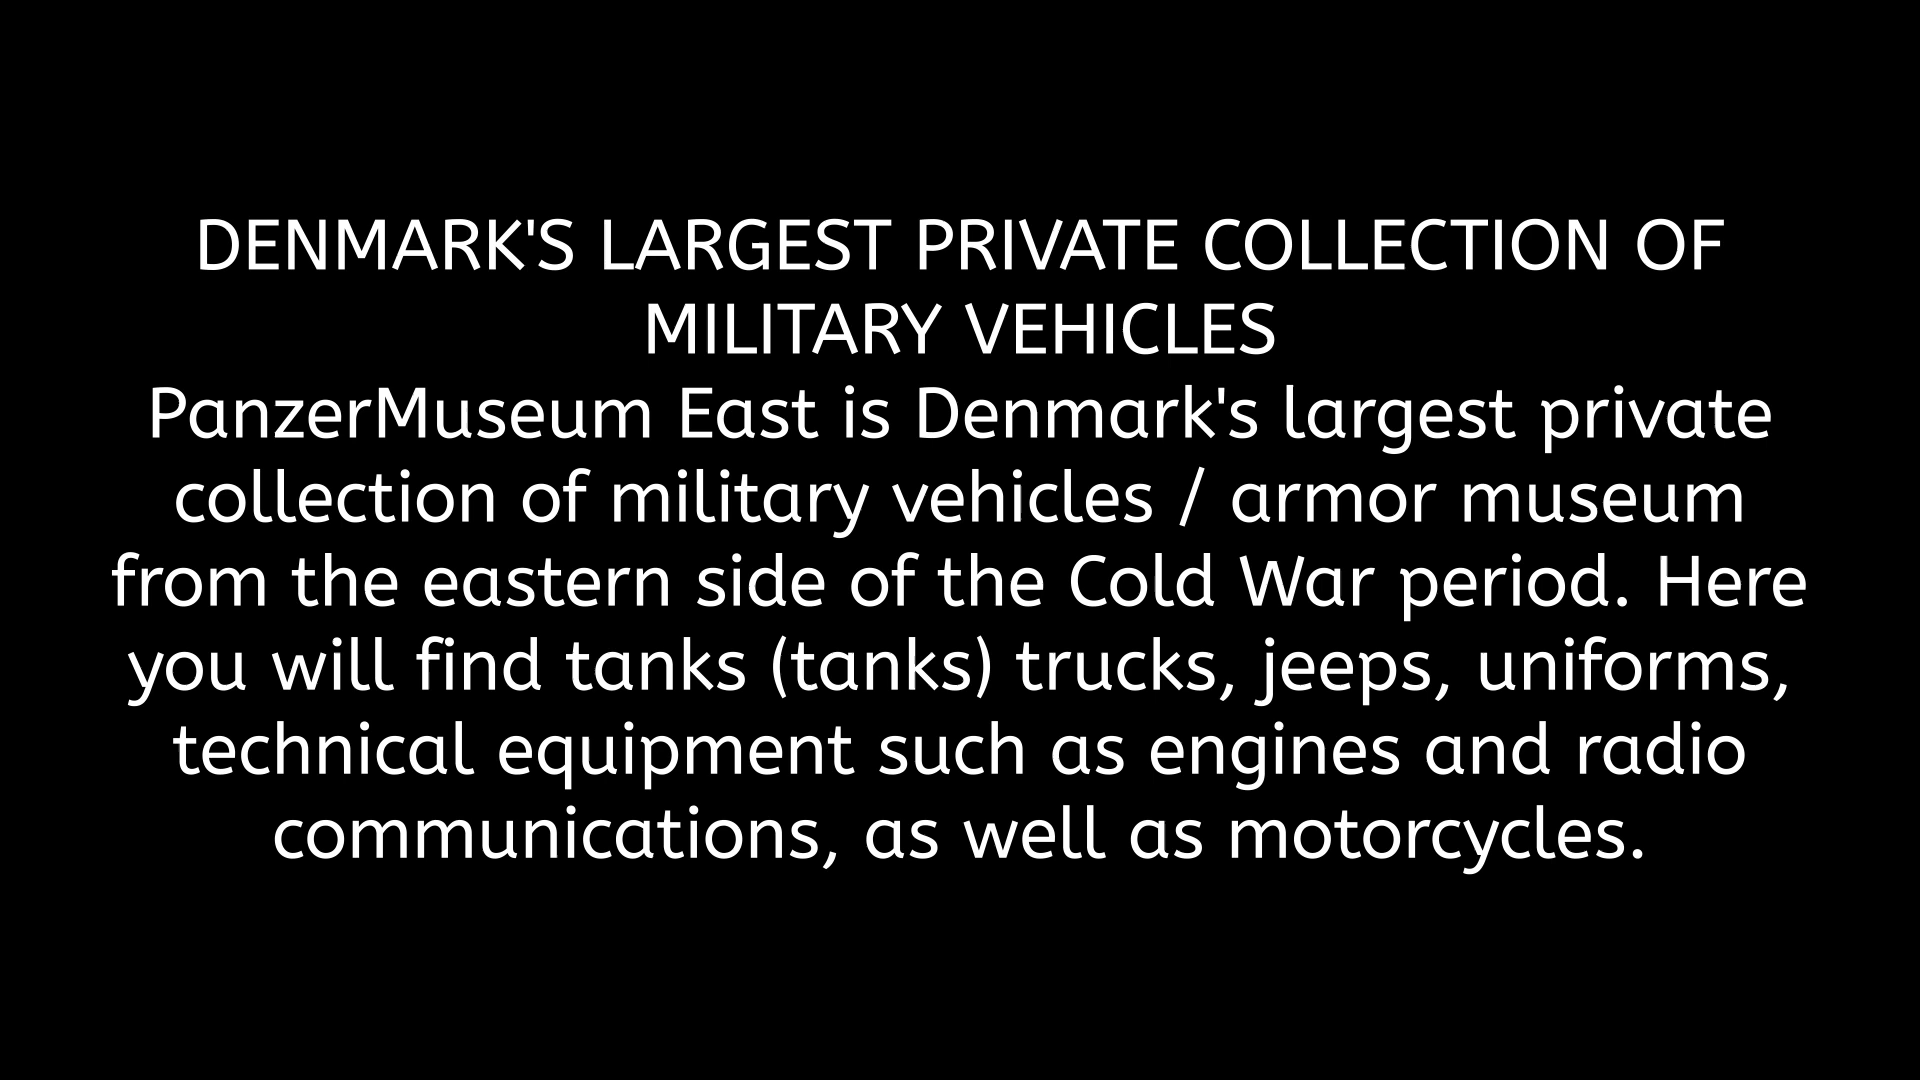 DENMARK'S LARGEST PRIVATE COLLECTION OF
MILITARY VEHICLES
PanzerMuseum East is Denmark's largest private
collection of military vehicles / armor museum
from the eastern side of the Cold War period. Here
you will find tanks (tanks) trucks, jeeps, uniforms,
technical equipment such as engines and radio
communications, as well as motorcycles.